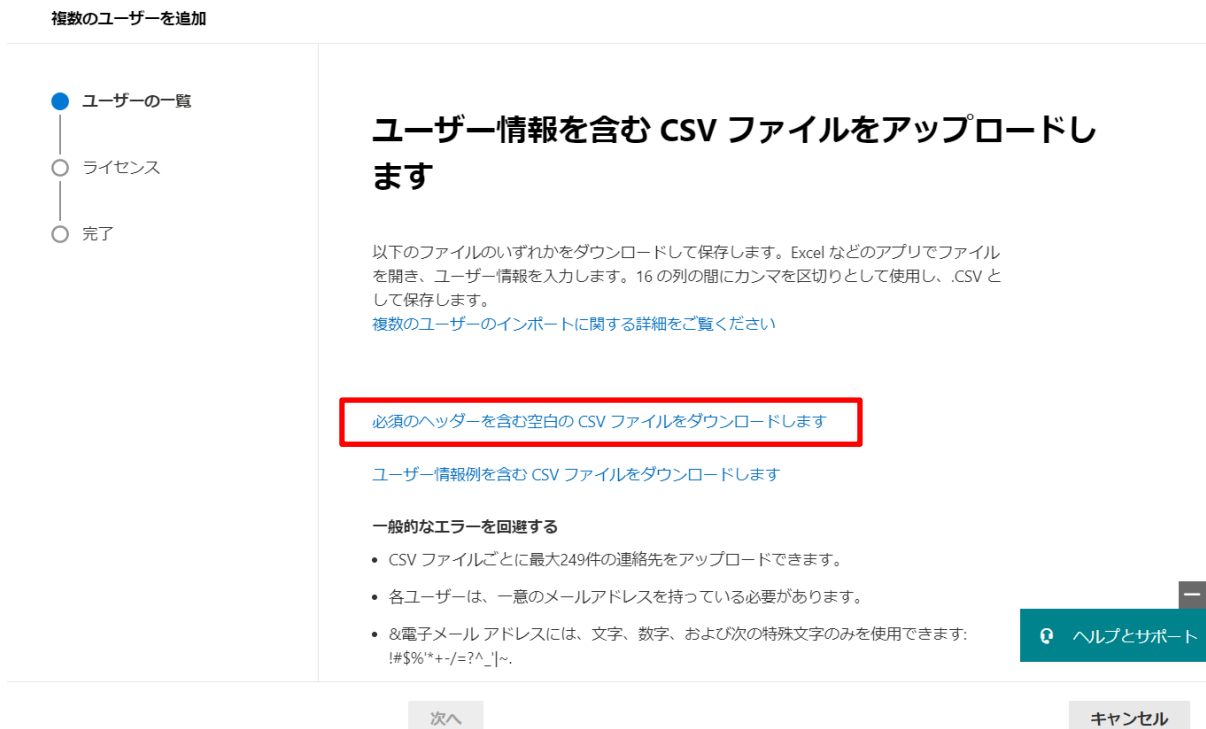 複数のユーザーを追加
ユーザーの一覧
ライセンス
完了
ユーザー情報を含む CSV ファイルをアップロードし
ます
以下のファイルのいずれかをダウンロードして保存します。Excel などのアプリでファイル
を開き、ユーザー情報を入力します。16 の列の間にカンマを区切りとして使用し、.CSV と
して保存します。
複数のユーザーのインポートに関する詳細をご覧ください
必須のヘッダーを含む空白の CSV ファイルをダウンロードします
ユーザー情報例を含む CSV ファイルをダウンロードします
一般的なエラーを回避する
• CSV ファイルごとに最大249件の連絡先をアップロードできます。
• 各ユーザーは、一意のメールアドレスを持っている必要があります。
• &電子メール アドレスには、文字、数字、および次の特殊文字のみを使用できます:
!#$%'*+-/=?^_'|~.
ヘルプとサポート
次へ
キャンセル